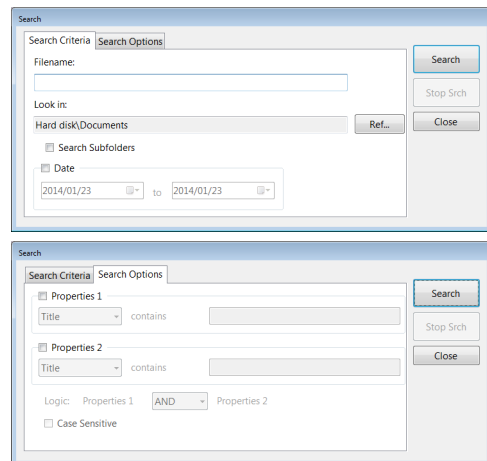 Search
Search Criteria Search Options
Filename:
Search
Stop Srch
Look in:
Hard disk\Documents Ref... Close
Search Subfolders
Date
2014/01/23 to 2014/01/23
Search
Search Criteria Search Options
Properties 1 Search
Title contains
Stop Srch
Properties 2 Close
Title contains
Logic: Properties 1 AND Properties 2
Case Sensitive